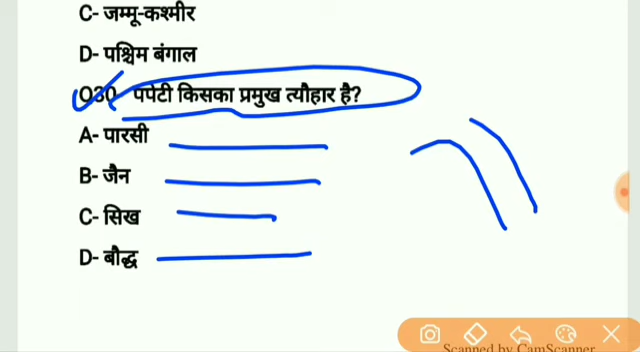 C- जम्मू-कश्मीर
D- पश्चिम बंगाल
Q30- पपेटी किसका प्रमुख त्यौहार है?
A- पारसी
B- जैन
C- सिख
D- बौद्ध
Scanned by CamScanner